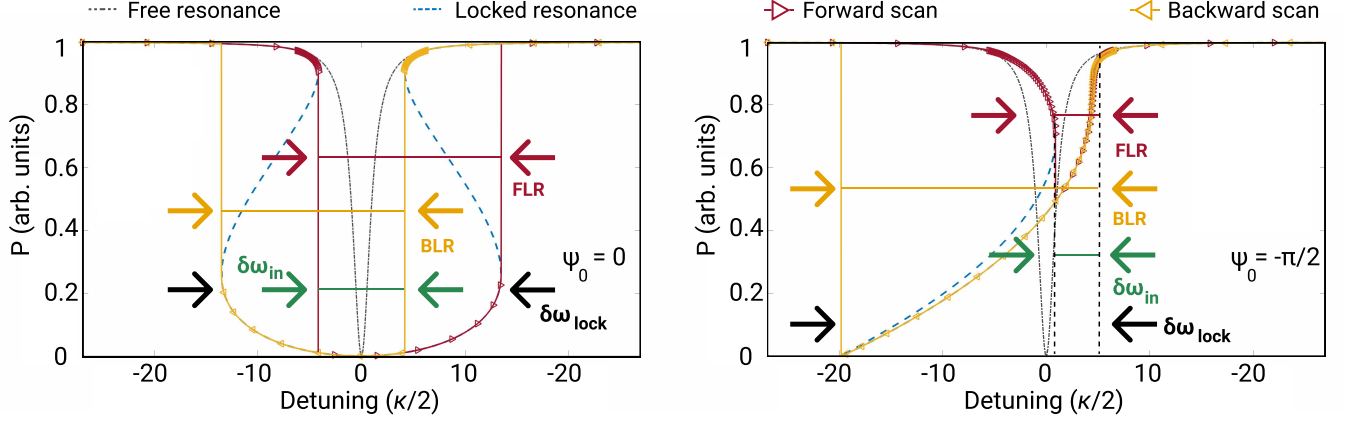 Free resonance
Locked resonance
Forward scan
Backward scan
1
0.8
0.6
0.4
0.2
0
P (arb. units)
FLR
BLR
δω_in
ψ_0 = 0
δω_lock
-20
-10
0
10
-20
Detuning (κ/2)
1
0.8
0.6
0.4
0.2
0
P (arb. units)
FLR
BLR
ψ_0 = -π/2
δω_in
δω_lock
-20
-10
0
10
-20
Detuning (κ/2)